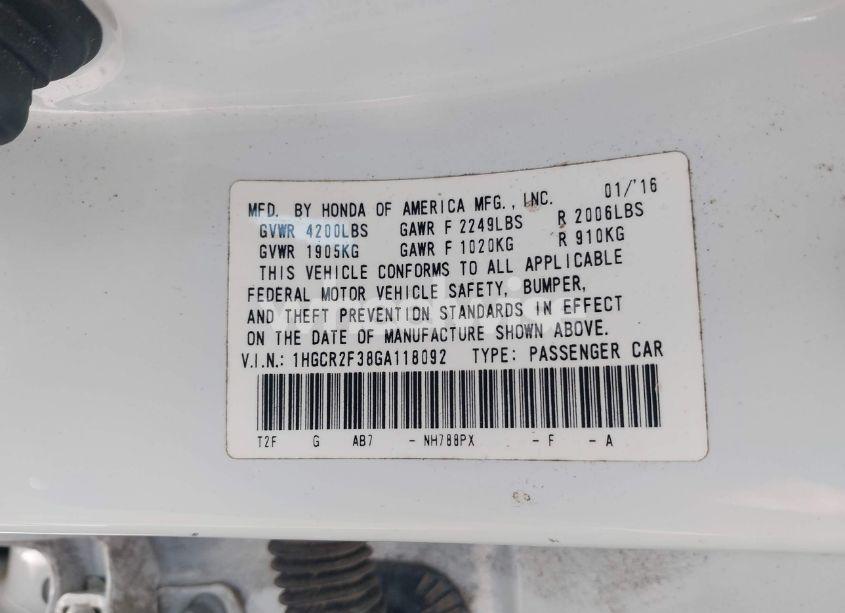 MFD. BY HONDA OF AMERICA MFG., INC. 01/'16
GVWR 4200LBS GAWR F 2249LBS R 2006LBS
GVWR 1905KG GAWR F 1020KG R 910KG
THIS VEHICLE CONFORMS TO ALL APPLICABLE
FEDERAL MOTOR VEHICLE SAFETY, BUMPER,
AND THEFT PREVENTION STANDARDS IN EFFECT
ON THE DATE OF MANUFACTURE SHOWN ABOVE.
V.I.N.: 1HGCR2F38GA118092 TYPE: PASSENGER CAR
T2F G AB7 - NH788PX - F - A